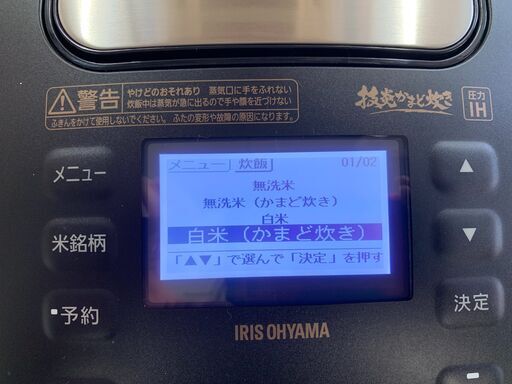 警告
やけどのおそれあり 蒸気口に手をふれない
炊飯中は蒸気が急に出るので手や顔を近づけない
ふきんをかけて使用しないでください。ふたの変形や故障の原因になります。
かまど炊き
圧力
IH
メニュー
米銘柄
予約
メニュー 炊飯 01/02
無洗米
無洗米（かまど炊き）
白米
白米（かまど炊き）
「▲▼」で選んで「決定」を押す
▲
▼
決定
IRIS OHYAMA